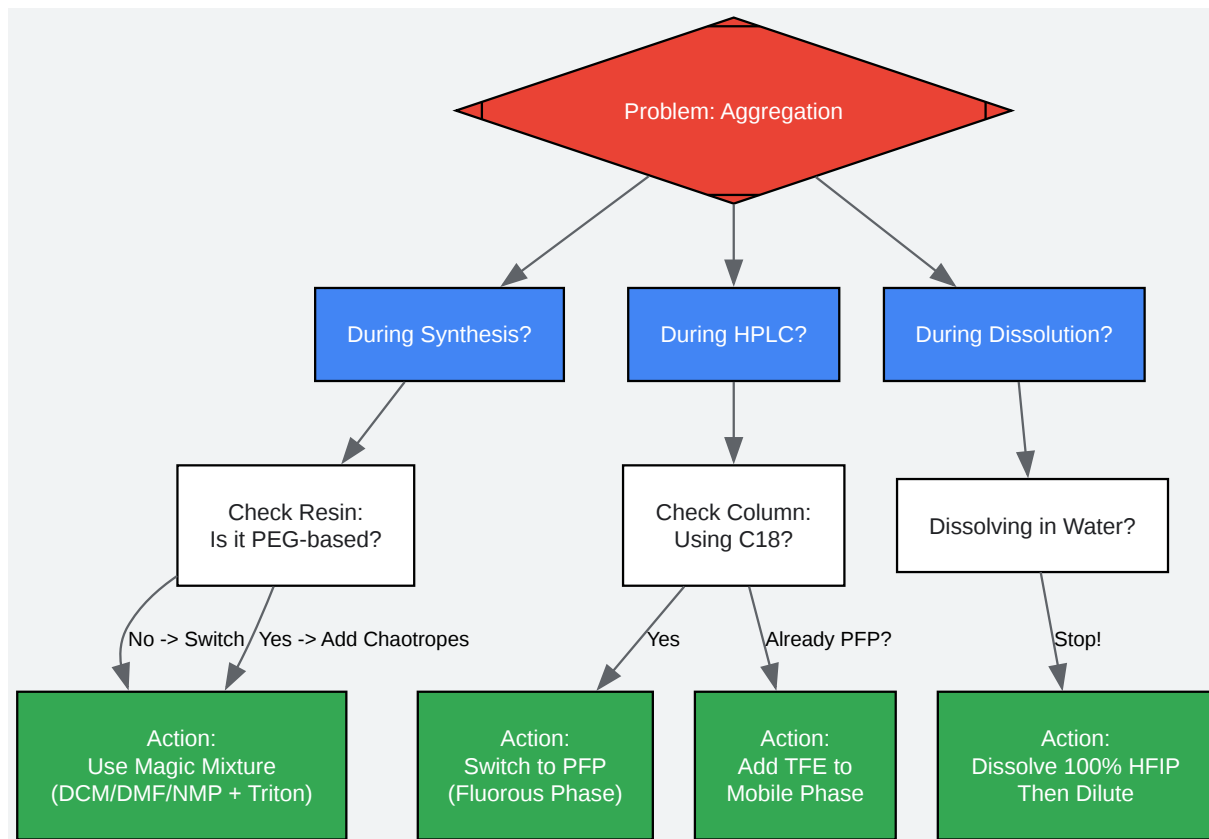 Problem: Aggregation
During Synthesis?
During HPLC?
During Dissolution?
Check Resin:
Is it PEG-based?
Check Column:
Using C18?
Dissolving in Water?
No -> Switch
Yes -> Add Chaotropes
Yes
Already PFP?
Stop!
Action:
Use Magic Mixture
(DCM/DMF/NMP + Triton)
Action:
Switch to PFP
(Fluorous Phase)
Action:
Add TFE to
Mobile Phase
Action:
Dissolve 100% HFIP
Then Dilute